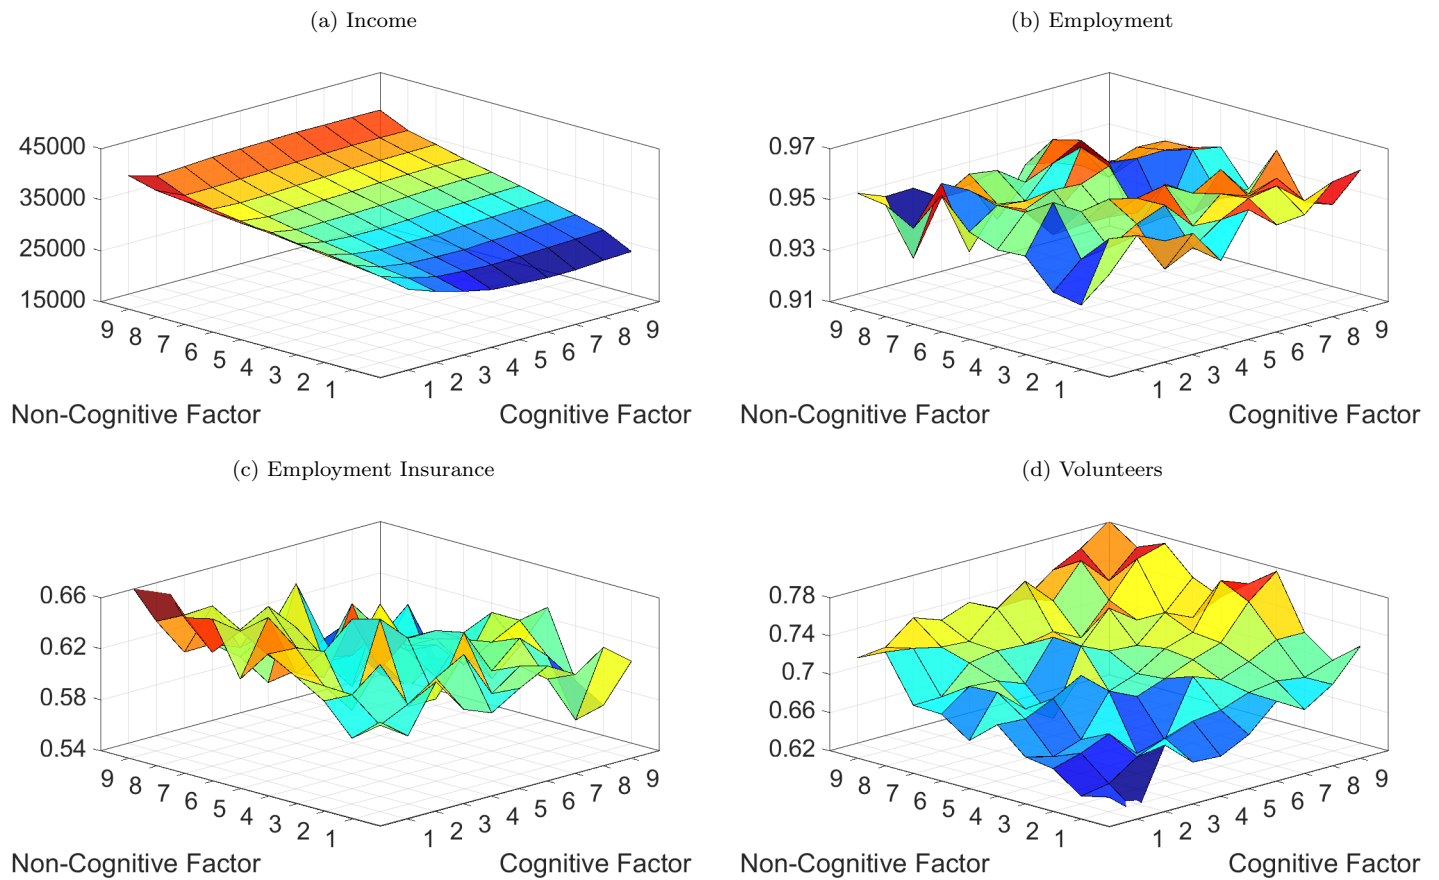 (a) Income
45000
35000
25000
15000
9 8 7 6 5 4 3 2 1
1 2 3 4 5 6 7 8 9
Non-Cognitive Factor
Cognitive Factor
(b) Employment
0.97
0.95
0.93
0.91
9 8 7 6 5 4 3 2 1
1 2 3 4 5 6 7 8 9
Non-Cognitive Factor
Cognitive Factor
(c) Employment Insurance
0.66
0.62
0.58
0.54
9 8 7 6 5 4 3 2 1
1 2 3 4 5 6 7 8 9
Non-Cognitive Factor
Cognitive Factor
(d) Volunteers
0.78
0.74
0.7
0.66
0.62
9 8 7 6 5 4 3 2 1
1 2 3 4 5 6 7 8 9
Non-Cognitive Factor
Cognitive Factor